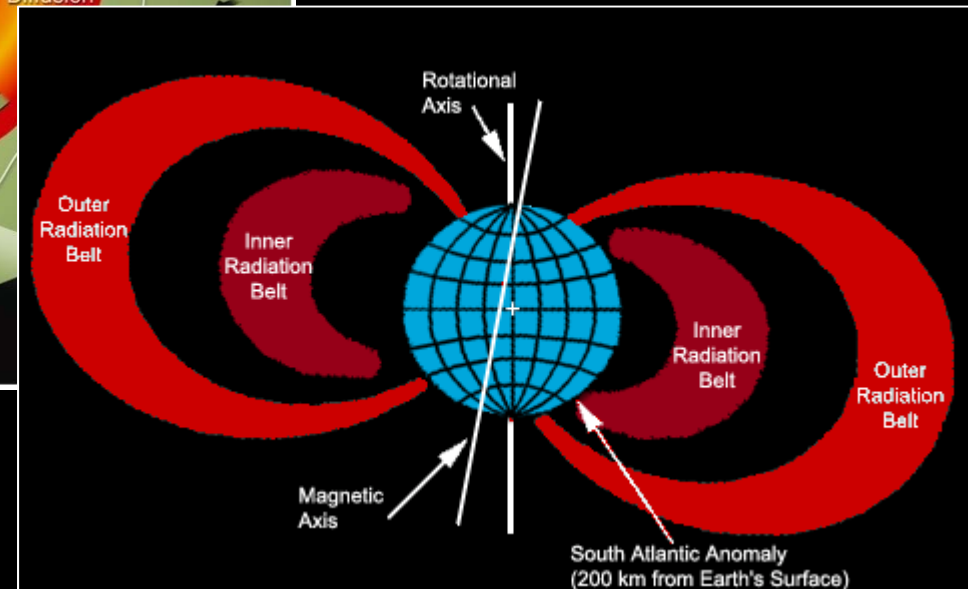 Diffusion
Rotational
Axis
Outer
Radiation
Belt
Inner
Radiation
Belt
Inner
Radiation
Belt
Outer
Radiation
Belt
Magnetic
Axis
South Atlantic Anomaly
(200 km from Earth's Surface)